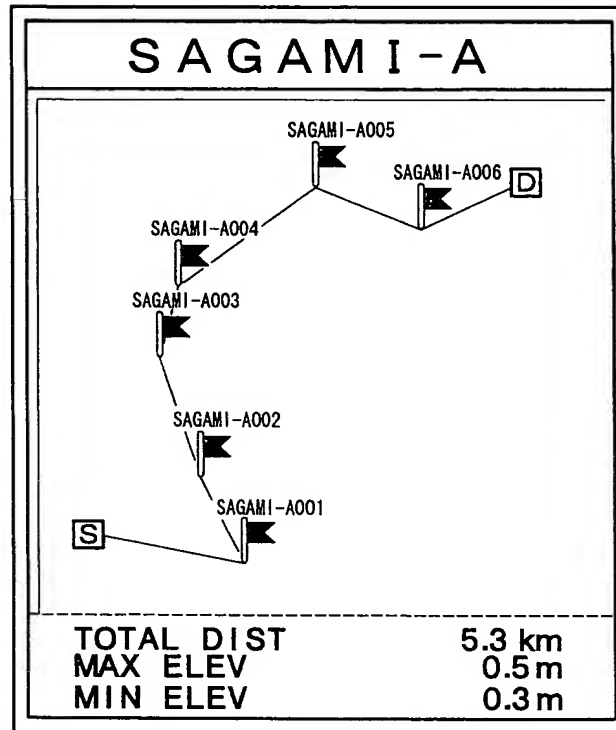 SAGAMI-A
SAGAMI-A005
SAGAMI-A006 D
SAGAMI-A004
SAGAMI-A003
SAGAMI-A002
SAGAMI-A001
S
TOTAL DIST 5.3 km
MAX ELEV 0.5 m
MIN ELEV 0.3 m